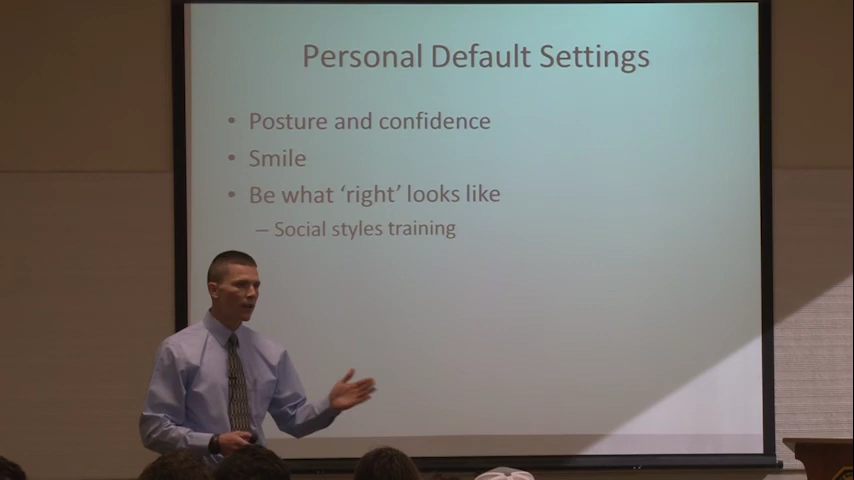 Personal Default Settings
• Posture and confidence
• Smile
• Be what ‘right’ looks like
– Social styles training